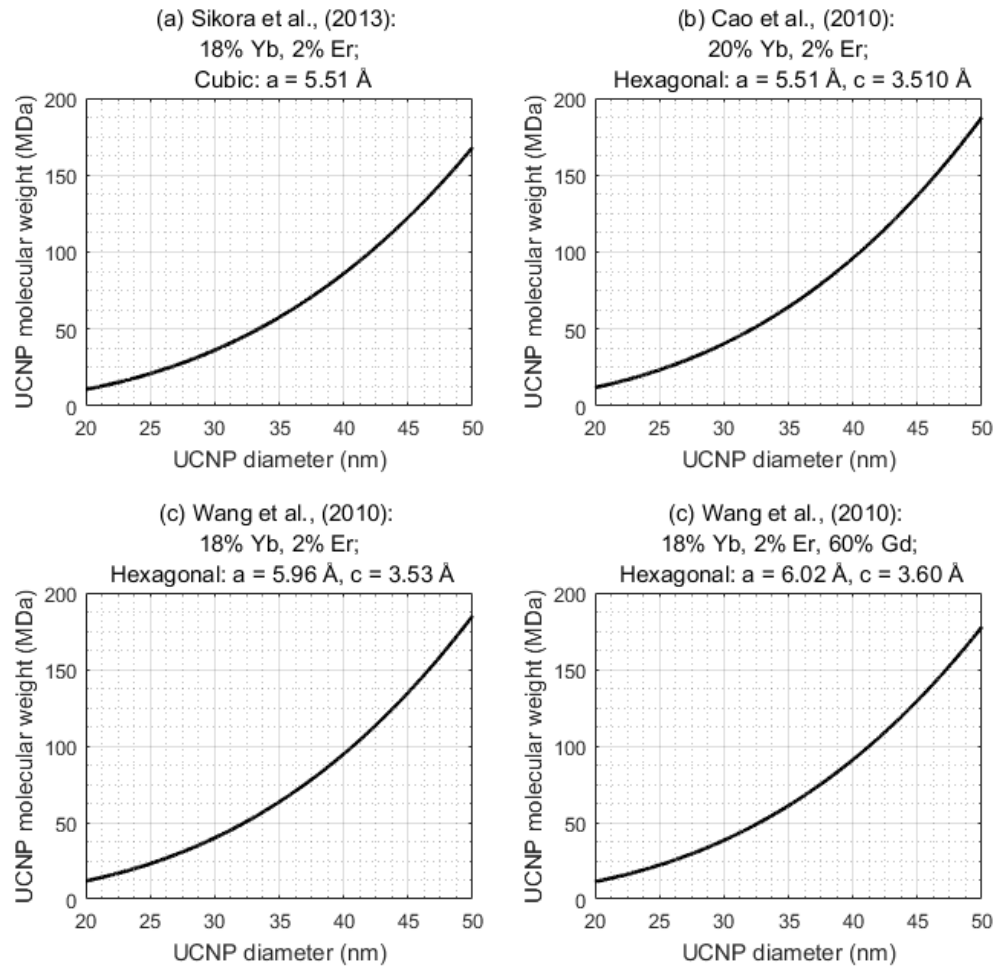 (a) Sikora et al., (2013):
18% Yb, 2% Er;
Cubic: a = 5.51 Å
UCNP molecular weight (MDa)
200
150
100
50
0
20 25 30 35 40 45 50
UCNP diameter (nm)
(b) Cao et al., (2010):
20% Yb, 2% Er;
Hexagonal: a = 5.51 Å, c = 3.510 Å
UCNP molecular weight (MDa)
200
150
100
50
0
20 25 30 35 40 45 50
UCNP diameter (nm)
(c) Wang et al., (2010):
18% Yb, 2% Er;
Hexagonal: a = 5.96 Å, c = 3.53 Å
UCNP molecular weight (MDa)
200
150
100
50
0
20 25 30 35 40 45 50
UCNP diameter (nm)
(c) Wang et al., (2010):
18% Yb, 2% Er, 60% Gd;
Hexagonal: a = 6.02 Å, c = 3.60 Å
UCNP molecular weight (MDa)
200
150
100
50
0
20 25 30 35 40 45 50
UCNP diameter (nm)